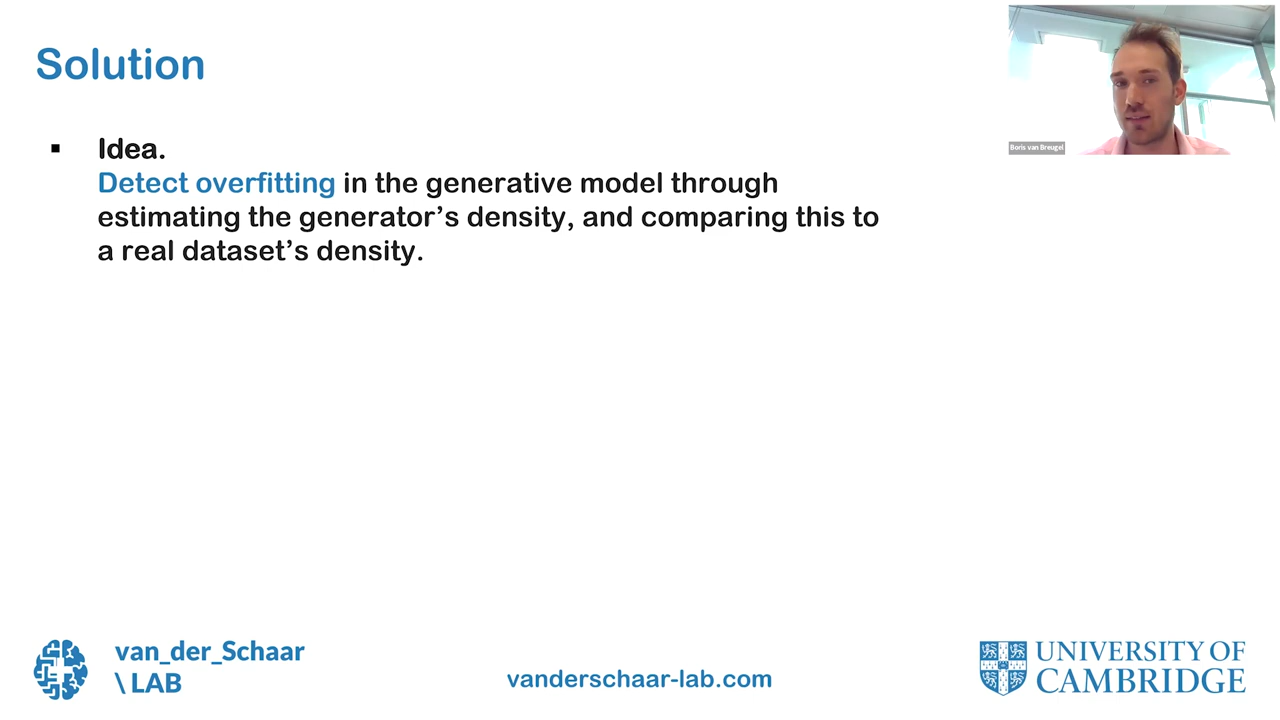 Solution
Boris van Breugel
▪ Idea.
Detect overfitting in the generative model through
estimating the generator’s density, and comparing this to
a real dataset’s density.
van_der_Schaar
\ LAB
vanderschaar-lab.com
UNIVERSITY OF
CAMBRIDGE